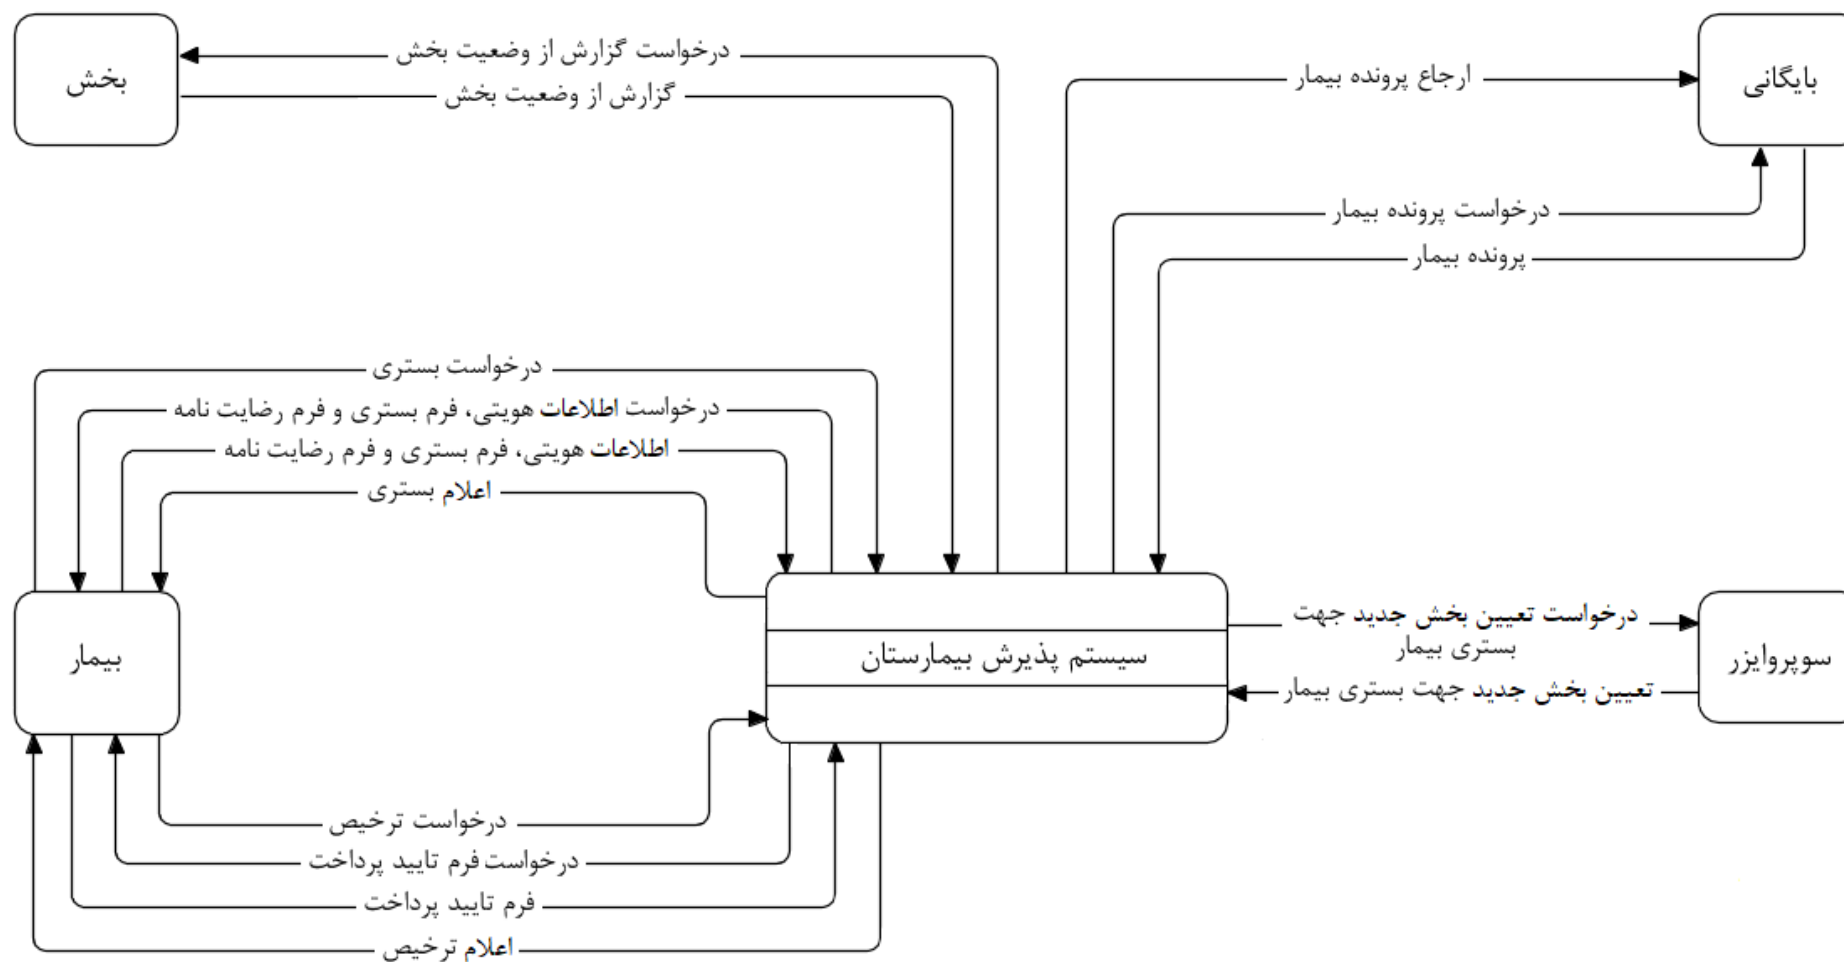 بخش
درخواست گزارش از وضعیت بخش
گزارش از وضعیت بخش
بایگانی
ارجاع پرونده بیمار
درخواست پرونده بیمار
پرونده بیمار
درخواست بستری
درخواست اطلاعات هویتی، فرم بستری و فرم رضایت نامه
اطلاعات هویتی، فرم بستری و فرم رضایت نامه
اعلام بستری
بیمار
سیستم پذیرش بیمارستان
درخواست تعیین بخش جدید جهت
بستری بیمار
تعیین بخش جدید جهت بستری بیمار
سوپروایزر
درخواست ترخیص
درخواست فرم تایید پرداخت
فرم تایید پرداخت
اعلام ترخیص